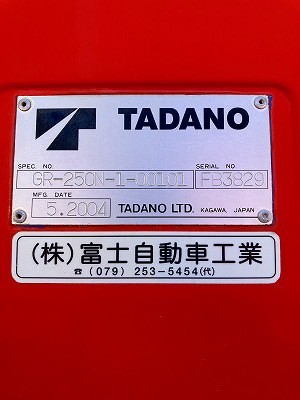 TADANO
SPEC. NO. SERIAL NO.
GR-250N-1-00101 FB3829
MFG. DATE
5.2004 TADANO LTD. KAGAWA, JAPAN
(株)富士自動車工業
☎(079) 253-5454(代)